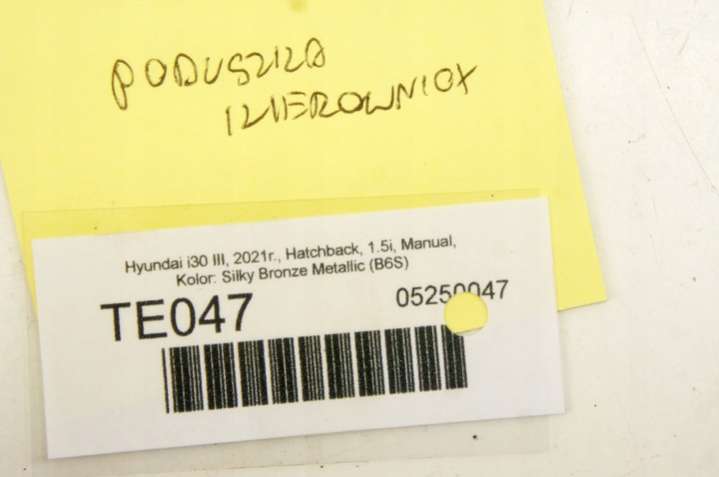 PODUSZKA
KIEROWNICY
Hyundai i30 III, 2021r., Hatchback, 1.5i, Manual,
Kolor: Silky Bronze Metallic (B6S)
TE047
05250047